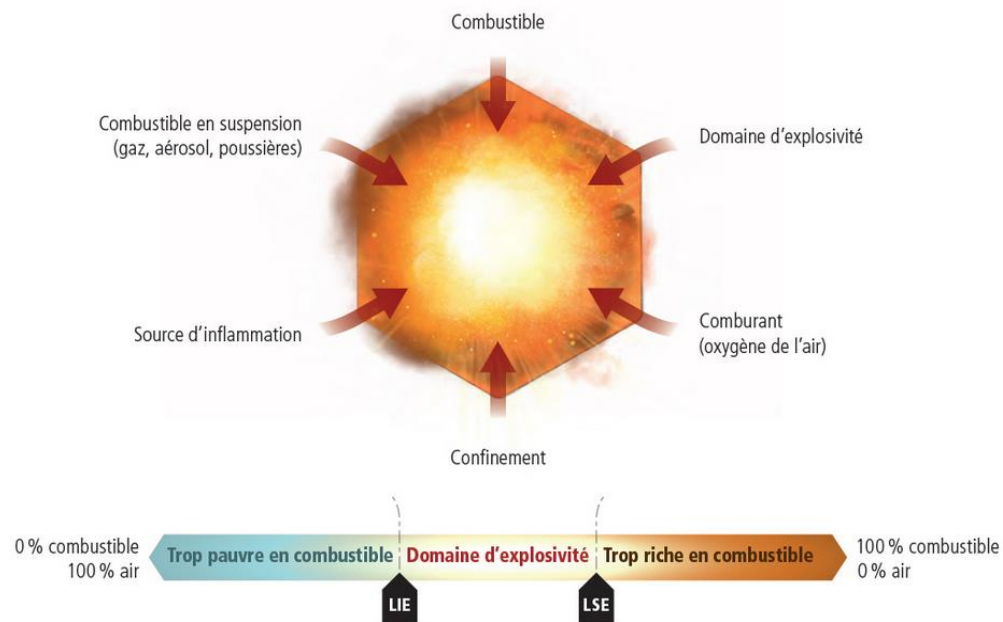 Combustible
Combustible en suspension
(gaz, aérosol, poussières)
Domaine d’explosivité
Source d’inflammation
Comburant
(oxygène de l’air)
Confinement
0 % combustible
100 % air
Trop pauvre en combustible
Domaine d’explosivité
Trop riche en combustible
100 % combustible
0 % air
LIE
LSE